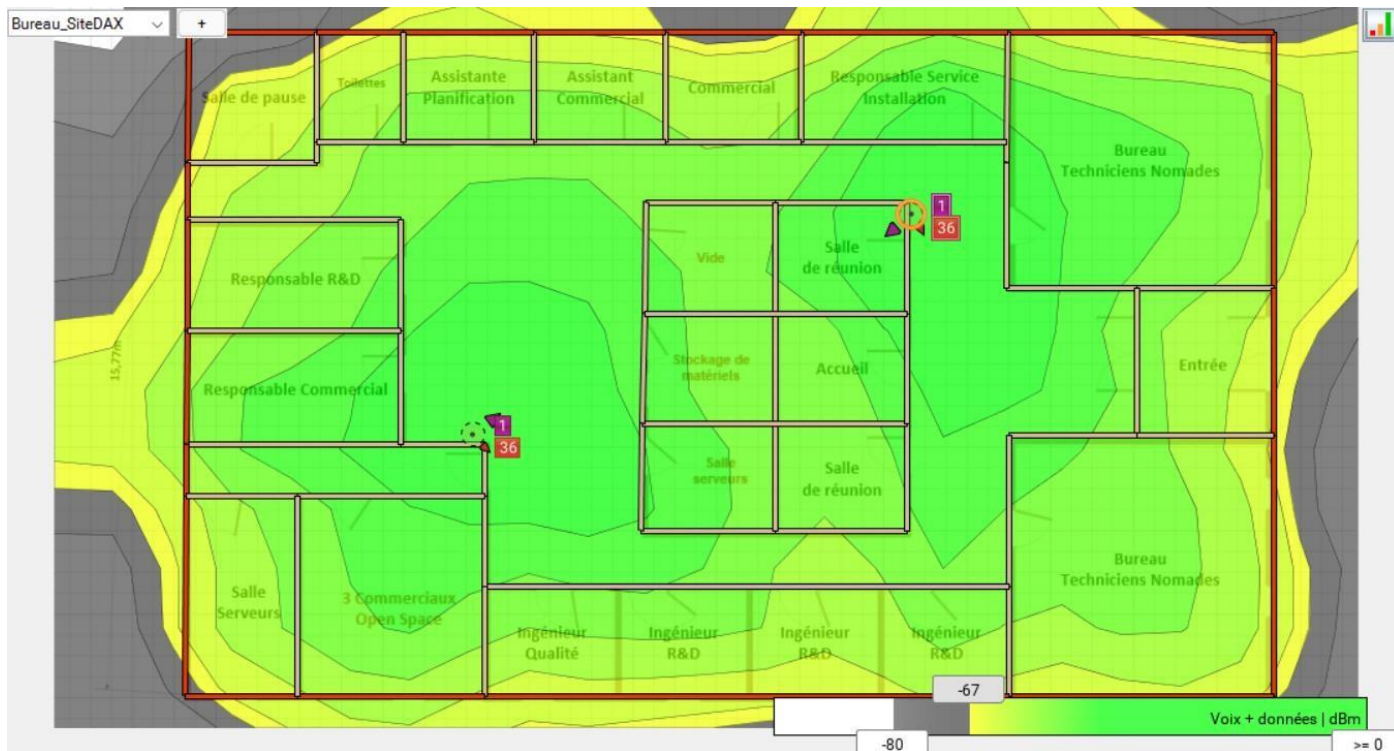 Bureau_SiteDAX
+
Salle de pause
Toilettes
Assistante
Planification
Assistant
Commercial
Commercial
Responsable Service
Installation
Bureau
Techniciens Nomades
1
36
Vide
Salle
de réunion
Responsable R&D
15,77m
Stockage de
matériels
Accueil
Entrée
Responsable Commercial
1
36
Salle
serveurs
Salle
de réunion
Bureau
Techniciens Nomades
Salle
Serveurs
3 Commerciaux
Open Space
Ingénieur
Qualité
Ingénieur
R&D
Ingénieur
R&D
Ingénieur
R&D
-67
Voix + données | dBm
-80
>= 0